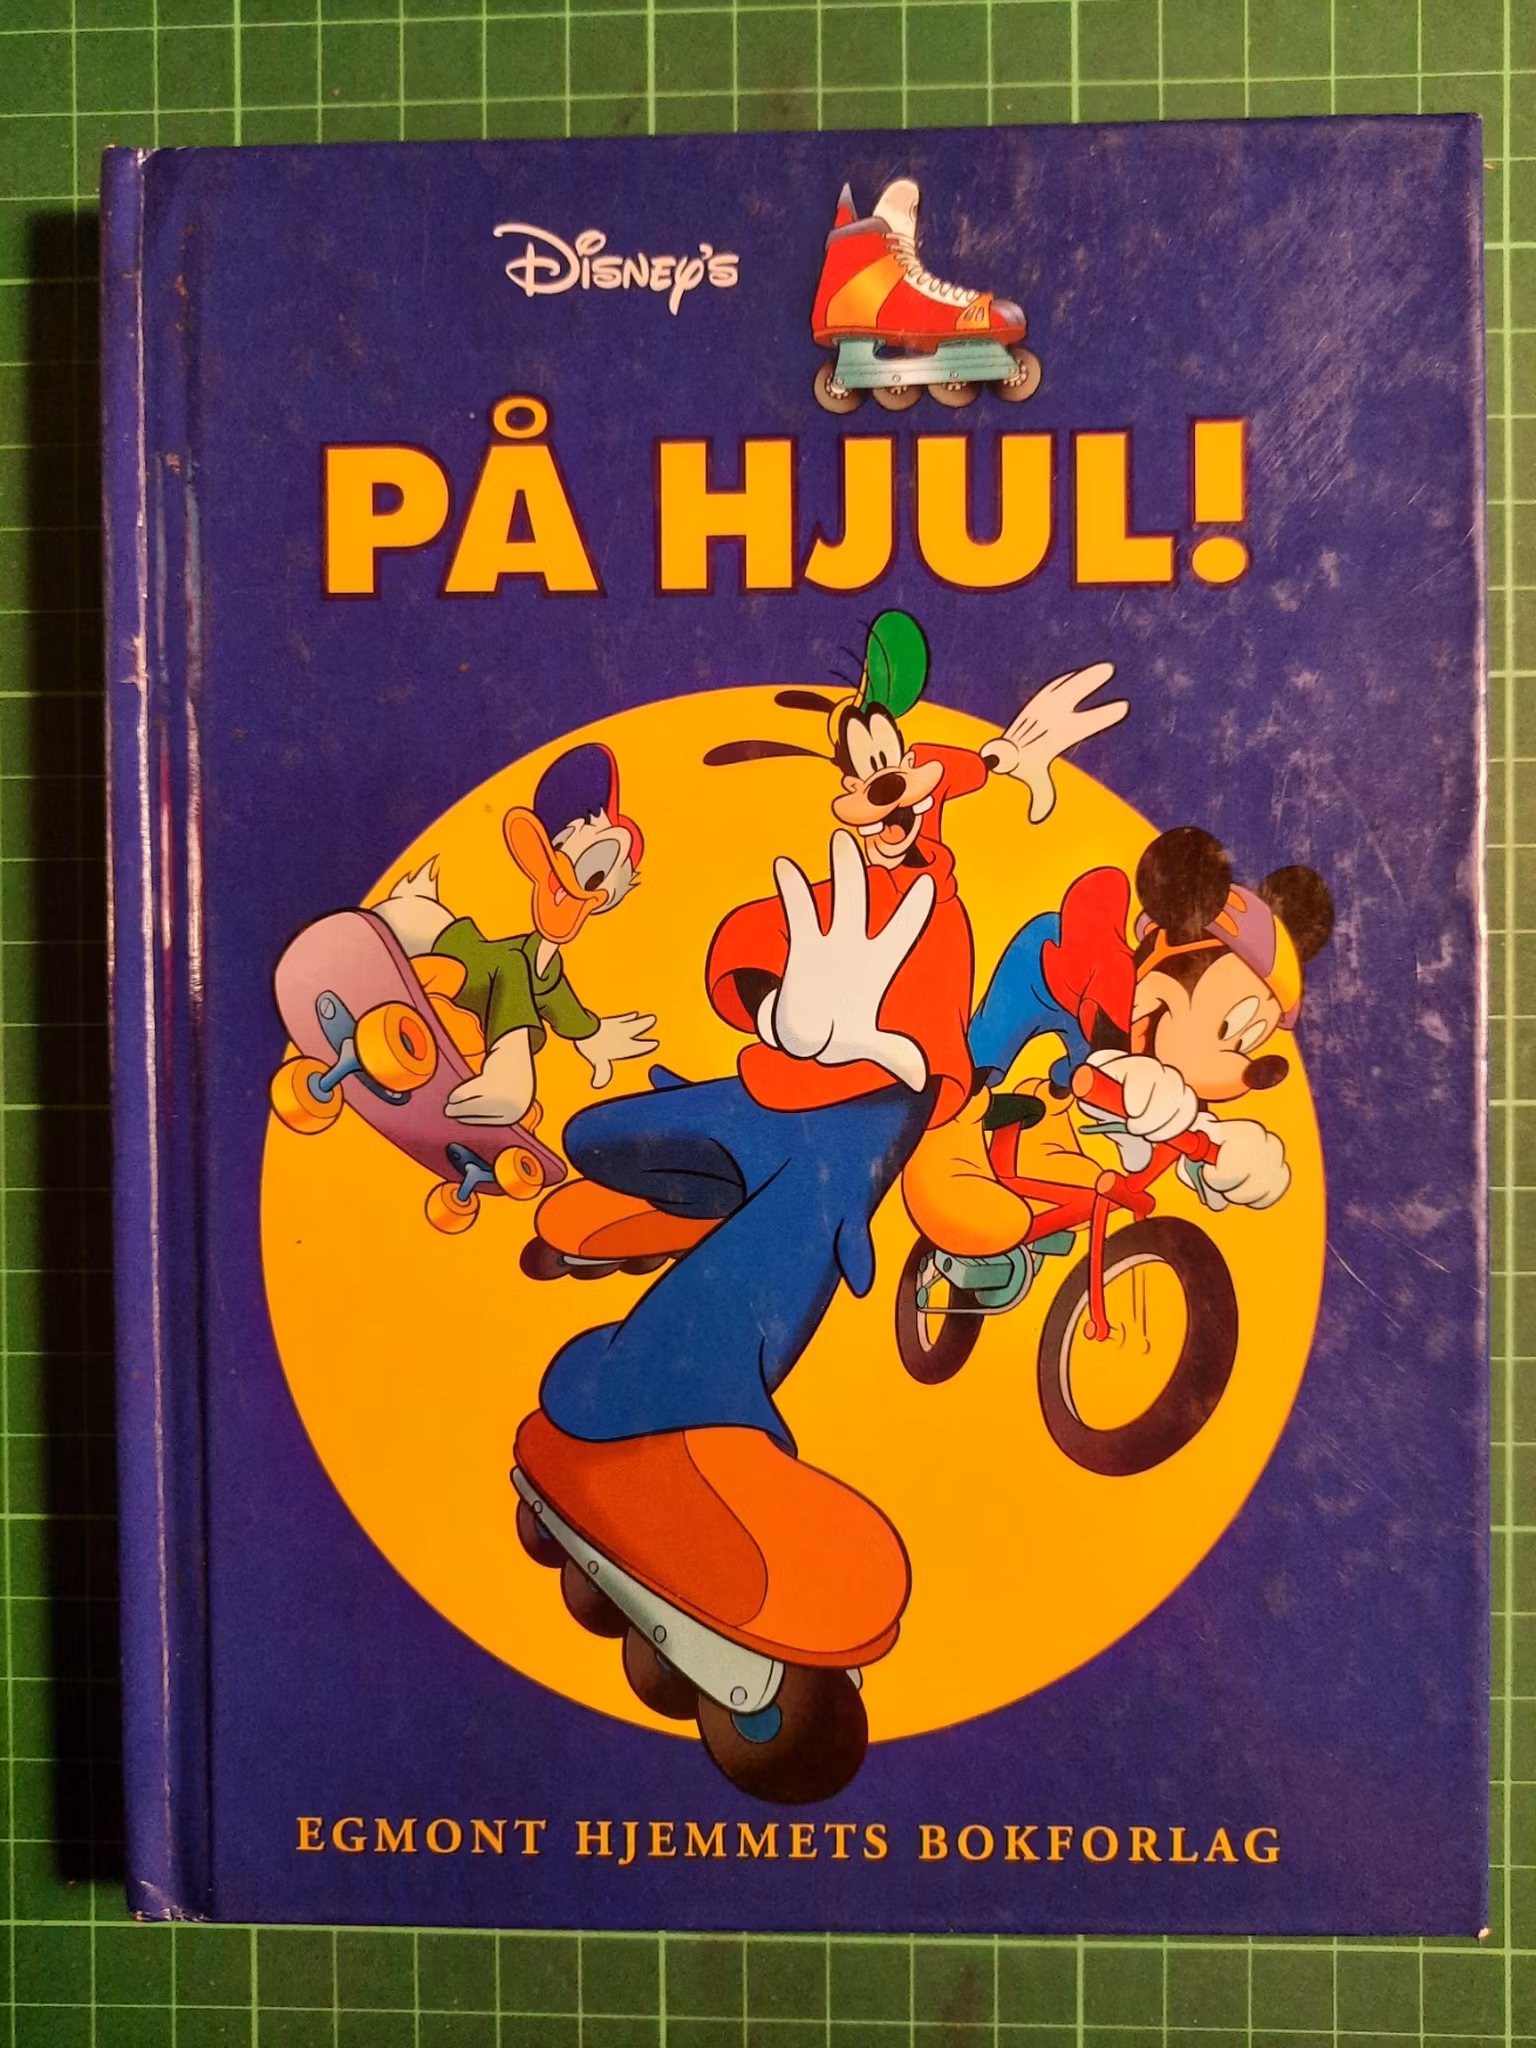 Disney's
PÅ HJUL!
EGMONT HJEMMETS BOKFORLAG